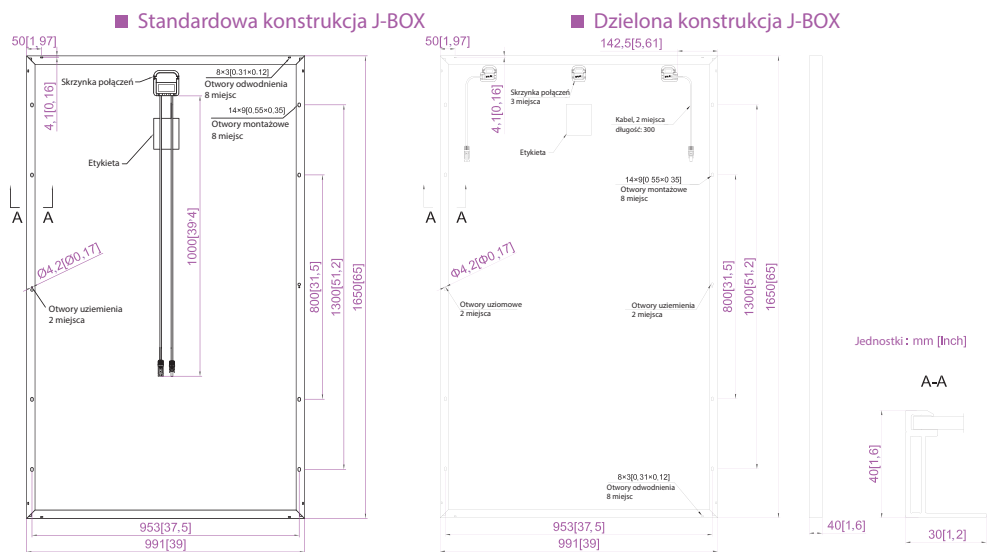 Standardowa konstrukcja J-BOX
50[1,97]
4,1[0,16]
Skrzynka połączeń
8×3[0.31×0.12]
Otwory odwodnienia
8 miejsc
14×9[0,55×0.35]
Otwory montażowe
8 miejsc
Etykieta
A
A
1000[39·4]
Ø4,2[Ø0,17]
Otwory uziemienia
2 miejsca
800[31,5]
1300[51,2]
1650[65]
953[37,5]
991[39]
Dzielona konstrukcja J-BOX
50[1,97]
142,5[5,61]
4,1[0,16]
Skrzynka połączeń
3 miejsca
Kabel, 2 miejsca
długość: 300
Etykieta
14×9[0 55×0 35]
Otwory montażowe
8 miejsc
A
A
Φ4,2[Φ0,17]
Otwory uziomowe
2 miejsca
Otwory uziemienia
2 miejsca
800[31,5]
1300[51,2]
1650[65]
8×3[0,31×0,12]
Otwory odwodnienia
8 miejsc
953[37,5]
991[39]
40[1,6]
Jednostki : mm [Inch]
A-A
40[1,6]
30[1,2]